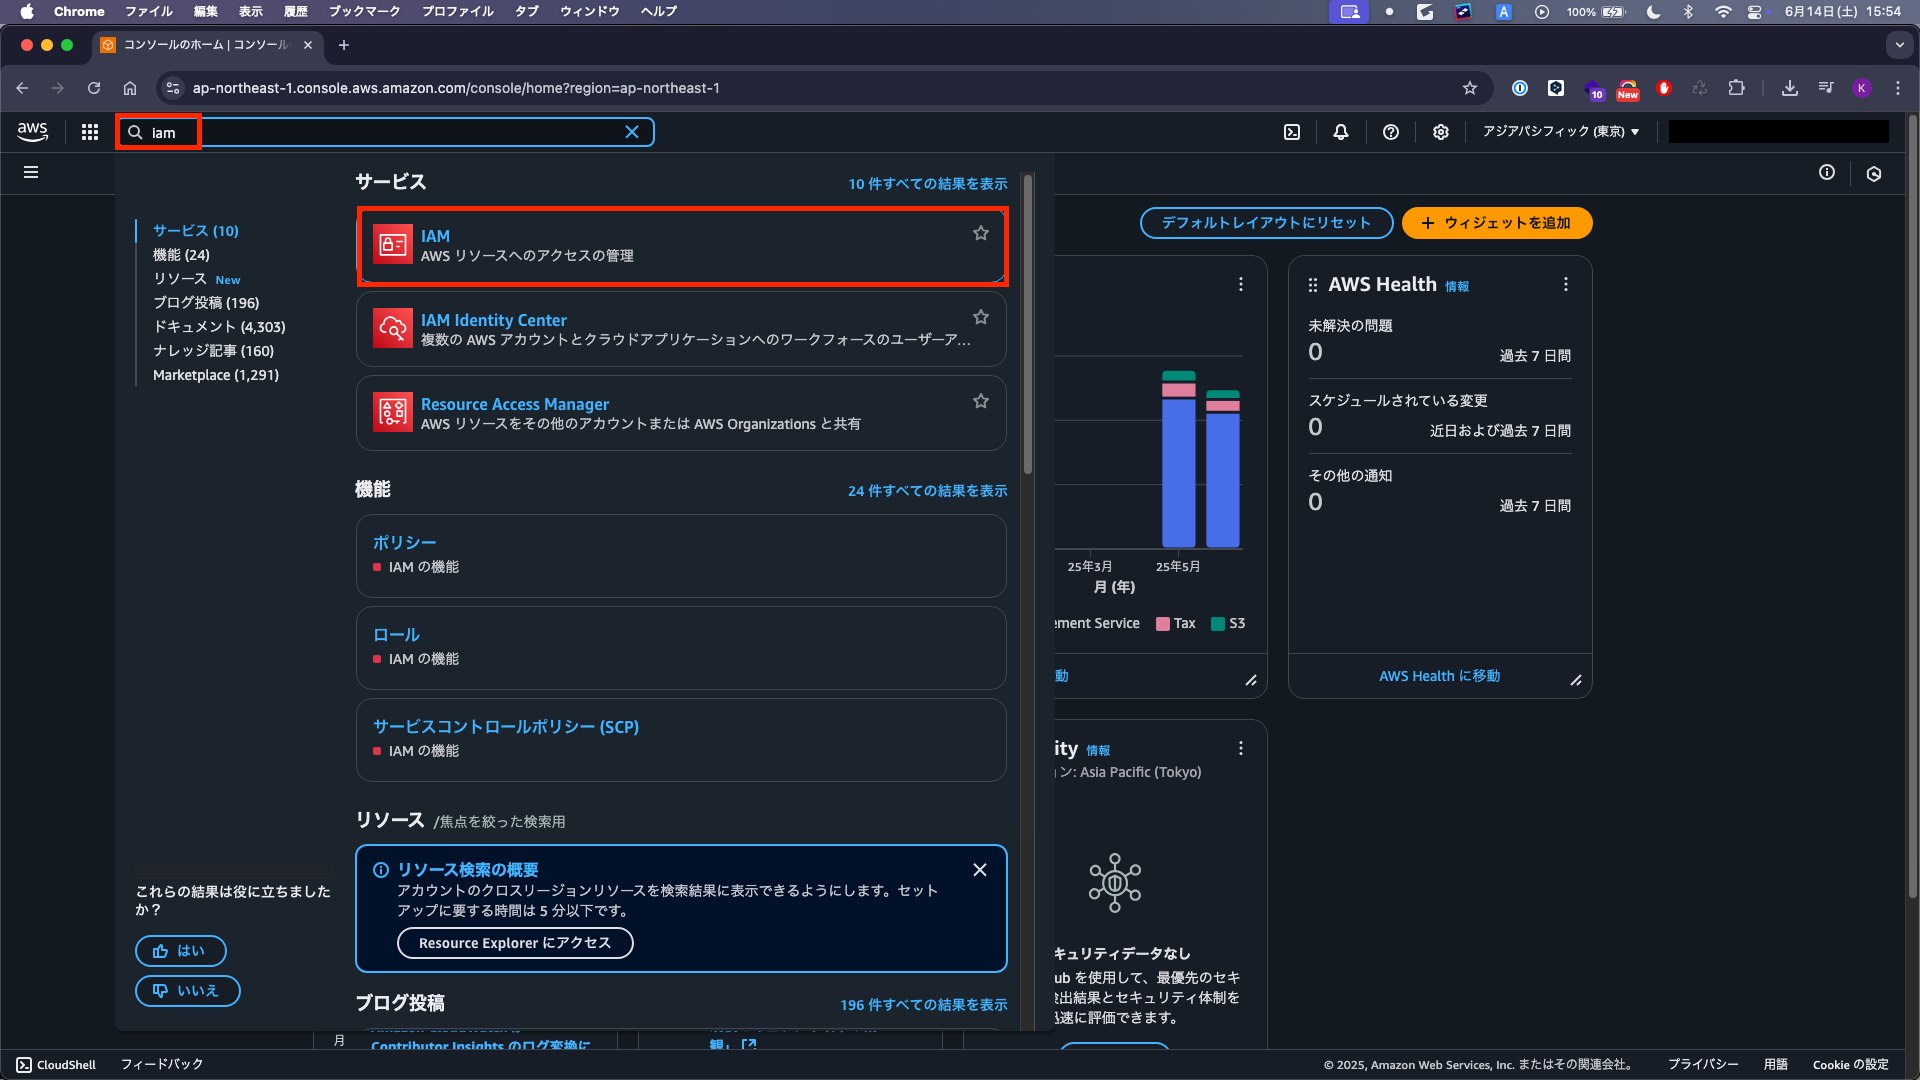 Chrome ファイル 編集 表示 履歴 ブックマーク プロファイル タブ ウィンドウ ヘルプ
A 100% 6月14日(土) 15:54
コンソールのホーム | コンソール
ap-northeast-1.console.aws.amazon.com/console/home?region=ap-northeast-1
10 New K
aws
iam
アジアパシフィック (東京)
サービス
10 件すべての結果を表示
サービス (10)
機能 (24)
リソース New
ブログ投稿 (196)
ドキュメント (4,303)
ナレッジ記事 (160)
Marketplace (1,291)
IAM
AWS リソースへのアクセスの管理
IAM Identity Center
複数の AWS アカウントとクラウドアプリケーションへのワークフォースのユーザーア...
Resource Access Manager
AWS リソースをその他のアカウントまたは AWS Organizations と共有
機能
24 件すべての結果を表示
ポリシー
IAM の機能
ロール
IAM の機能
サービスコントロールポリシー (SCP)
IAM の機能
リソース /焦点を絞った検索用
リソース検索の概要
アカウントのクロスリージョンリソースを検索結果に表示できるようにします。セット
アップに要する時間は 5 分以下です。
Resource Explorer にアクセス
ブログ投稿
196 件すべての結果を表示
これらの結果は役に立ちました
か？
はい
いいえ
デフォルトレイアウトにリセット
ウィジェットを追加
25年3月 25年5月
月 (年)
ement Service Tax S3
動
AWS Health 情報
未解決の問題
0
過去 7 日間
スケジュールされている変更
0
近日および過去 7 日間
その他の通知
0
過去 7 日間
AWS Health に移動
ity 情報
ン: Asia Pacific (Tokyo)
キュリティデータなし
ub を使用して、最優先のセキ
検出結果とセキュリティ体制を
迅速に評価できます。
月
Contributor Insights のログ変換に
観」
CloudShell フィードバック
© 2025, Amazon Web Services, Inc. またはその関連会社。 プライバシー 用語 Cookie の設定